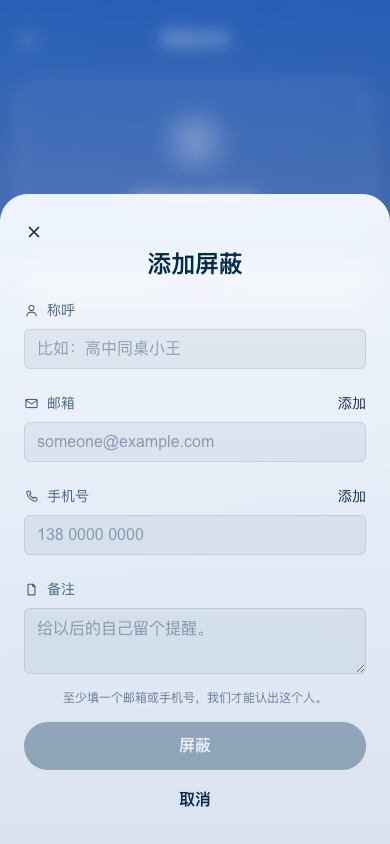 添加屏蔽
称呼
比如：高中同桌小王
邮箱
添加
someone@example.com
手机号
添加
138 0000 0000
备注
给以后的自己留个提醒。
至少填一个邮箱或手机号，我们才能认出这个人。
屏蔽
取消